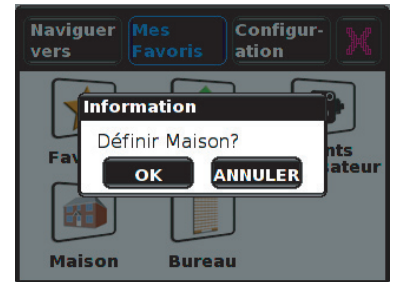 Naviguer Mes Configur-
vers Favoris ation
Information
Définir Maison?
OK ANNULER
Maison Bureau